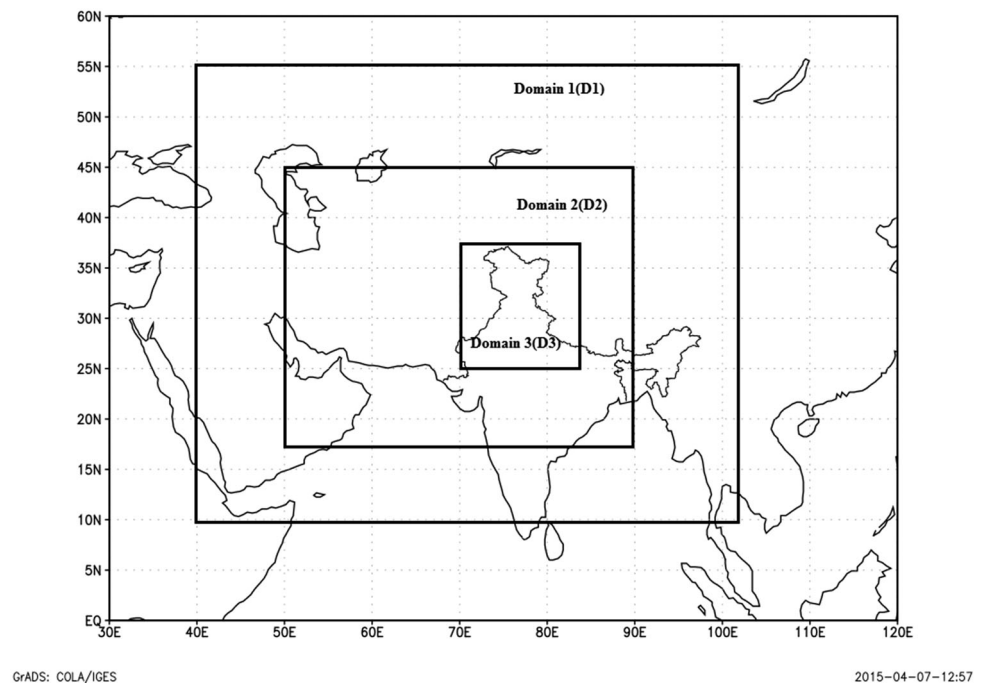 60N
55N
Domain 1(D1)
50N
45N
Domain 2(D2)
40N
35N
30N
Domain 3(D3)
25N
20N
15N
10N
5N
EQ
30E 40E 50E 60E 70E 80E 90E 100E 110E 120E
GrADS: COLA/IGES 2015-04-07-12:57